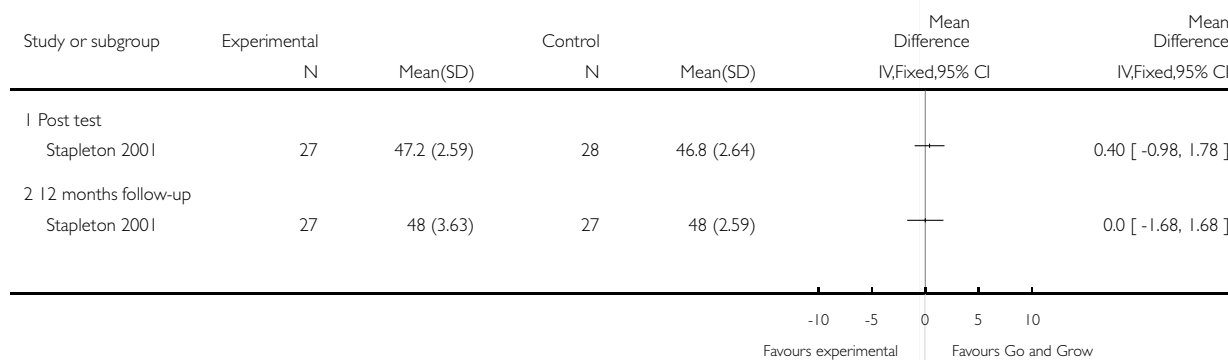 Mean Mean
Study or subgroup Experimental Control Difference Difference
N Mean(SD) N Mean(SD) IV,Fixed,95% CI IV,Fixed,95% CI
1 Post test
Stapleton 2001 27 47.2 (2.59) 28 46.8 (2.64) 0.40 [ -0.98, 1.78 ]
2 12 months follow-up
Stapleton 2001 27 48 (3.63) 27 48 (2.59) 0.0 [ -1.68, 1.68 ]
-10 -5 0 5 10
Favours experimental Favours Go and Grow